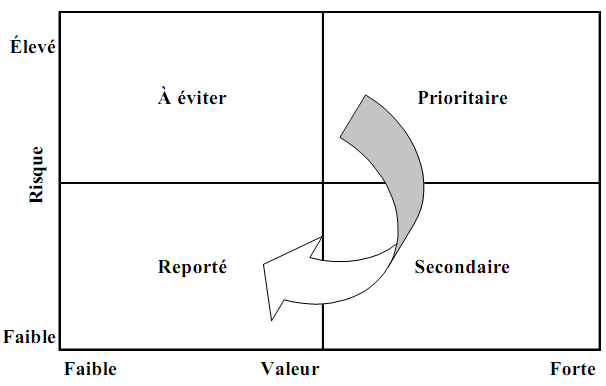 Élevé
À éviter
Prioritaire
Risque
Reporté
Secondaire
Faible
Faible
Valeur
Forte